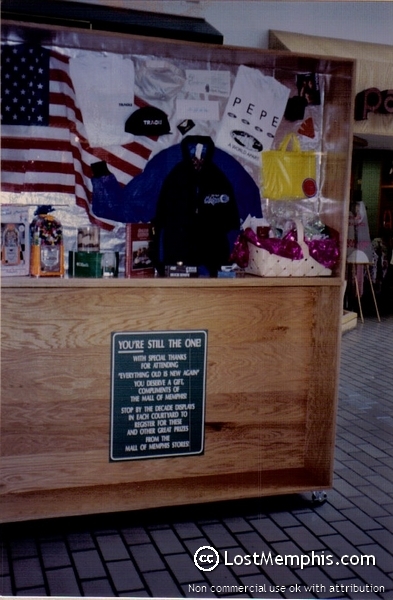 PEPE
TRADE
YOU'RE STILL THE ONE!
WITH SPECIAL THANKS
FOR ATTENDING
"EVERYTHING OLD IS NEW AGAIN"
YOU DESERVE A GIFT,
COMPLIMENTS OF
THE MALL OF MEMPHIS!
STOP BY THE DECADE DISPLAYS
IN EACH COURTYARD TO
REGISTER FOR THESE
AND OTHER GREAT PRIZES
FROM THE
MALL OF MEMPHIS STORES!
cc LostMemphis.com
Non commercial use ok with attribution